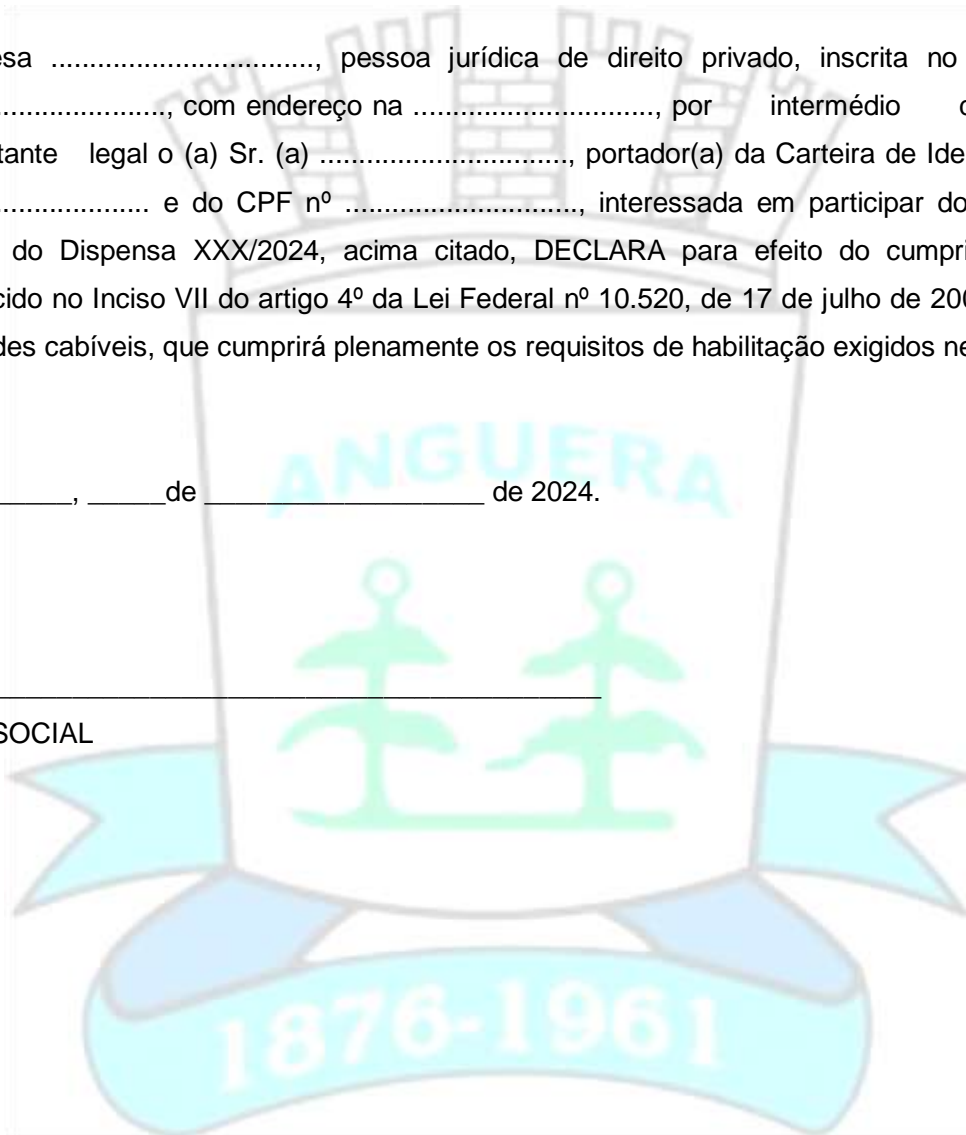 esa ................................., pessoa jurídica de direito privado, inscrita no
......................, com endereço na ..............................., por intermédio
tante legal o (a) Sr. (a) ................................, portador(a) da Carteira de Ide
.................... e do CPF nº .............................., interessada em participar do
do Dispensa XXX/2024, acima citado, DECLARA para efeito do cumpri
cido no Inciso VII do artigo 4º da Lei Federal nº 10.520, de 17 de julho de 200
des cabíveis, que cumprirá plenamente os requisitos de habilitação exigidos ne
ANGUERA
_____, _____de __________________ de 2024.
_______________________________________
SOCIAL
1876-1961